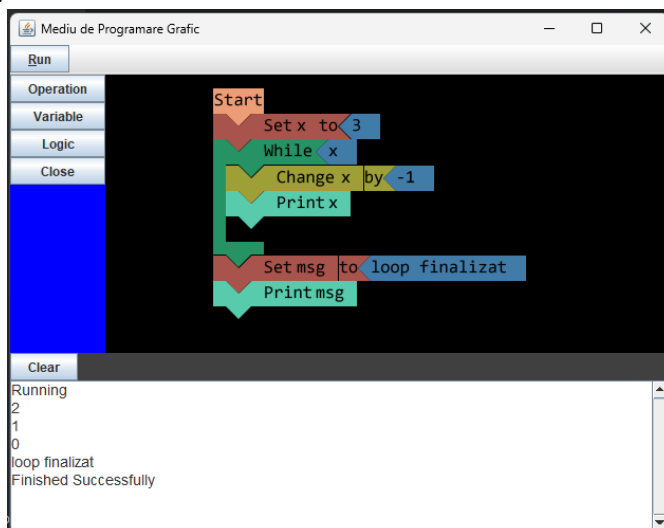 Mediu de Programare Grafic
Run
Operation
Variable
Logic
Close
Start
Set x to 3
While x
Change x by -1
Print x
Set msg to loop finalizat
Print msg
Clear
Running
2
1
0
loop finalizat
Finished Successfully